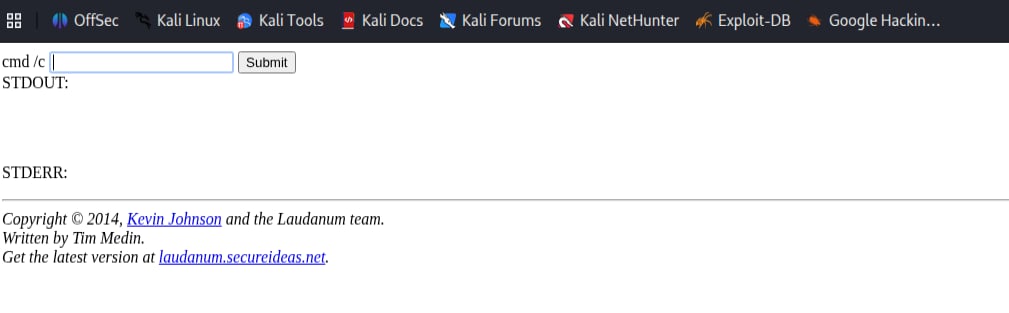 OffSec Kali Linux Kali Tools Kali Docs Kali Forums Kali NetHunter Exploit-DB Google Hackin...
cmd /c Submit
STDOUT:
STDERR:
Copyright © 2014, Kevin Johnson and the Laudanum team.
Written by Tim Medin.
Get the latest version at laudanum.secureideas.net.